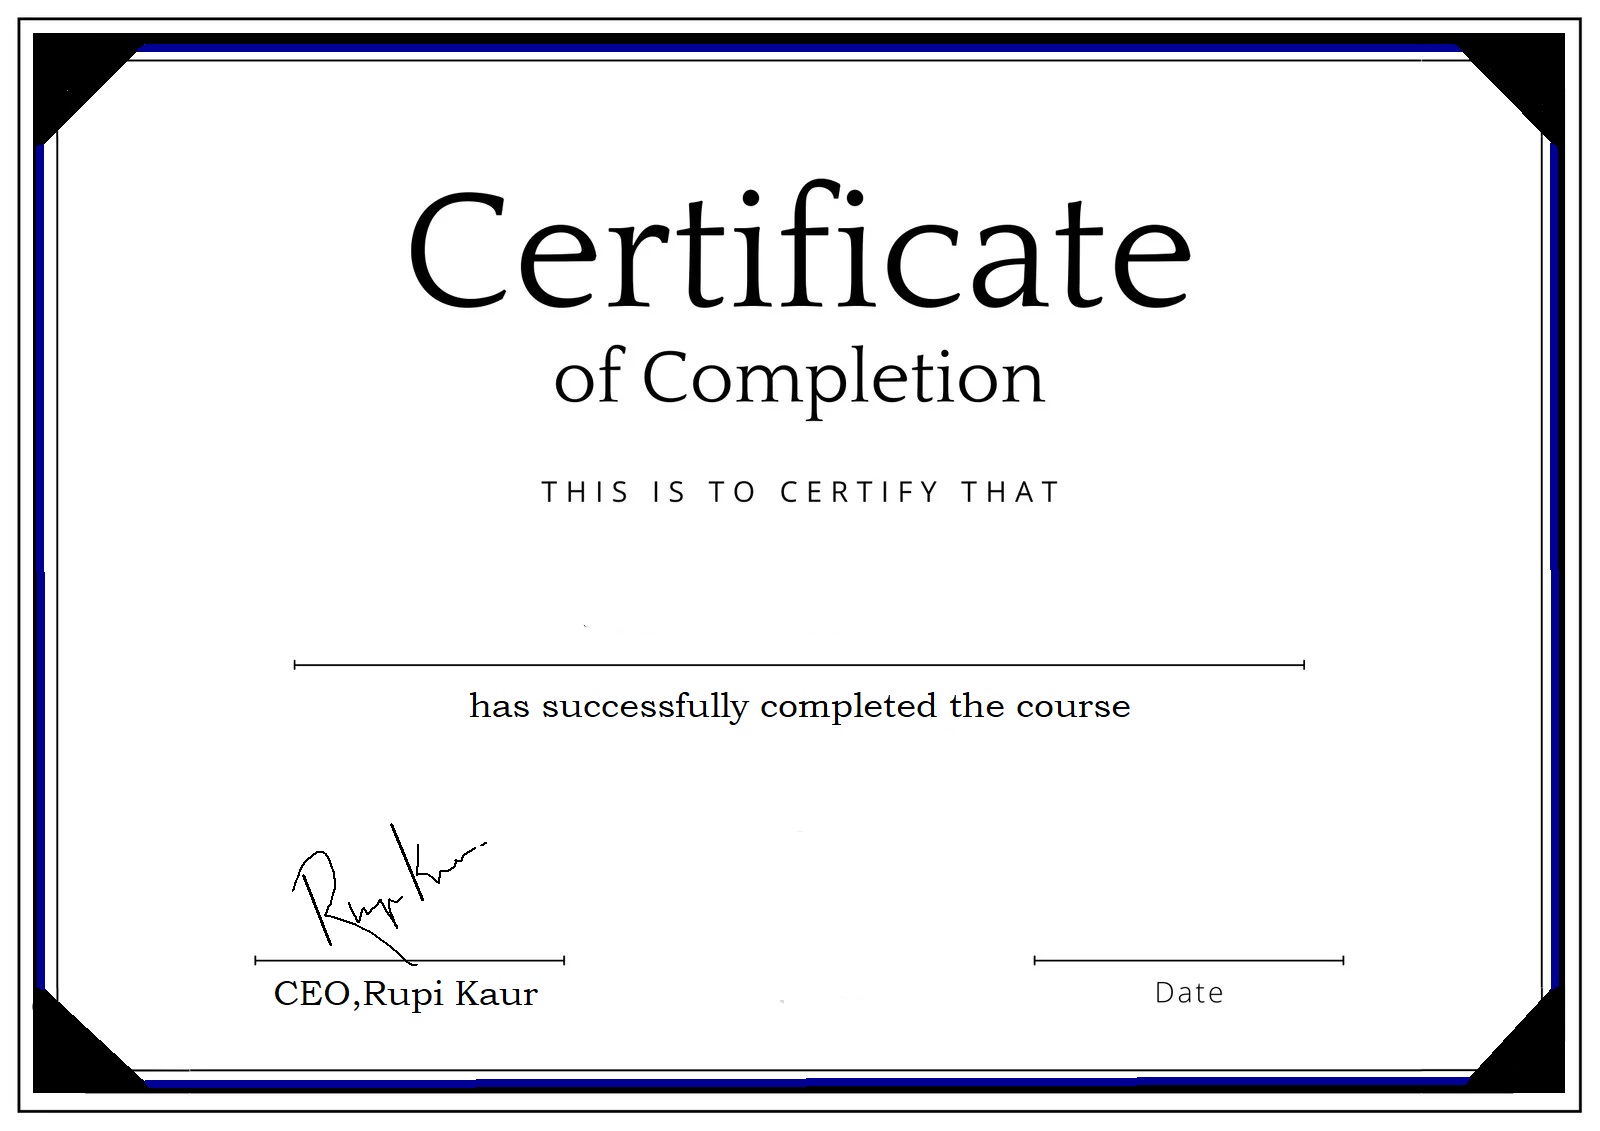 Certificate
of Completion
THIS IS TO CERTIFY THAT
has successfully completed the course
Rupi Kaur
CEO,Rupi Kaur
Date